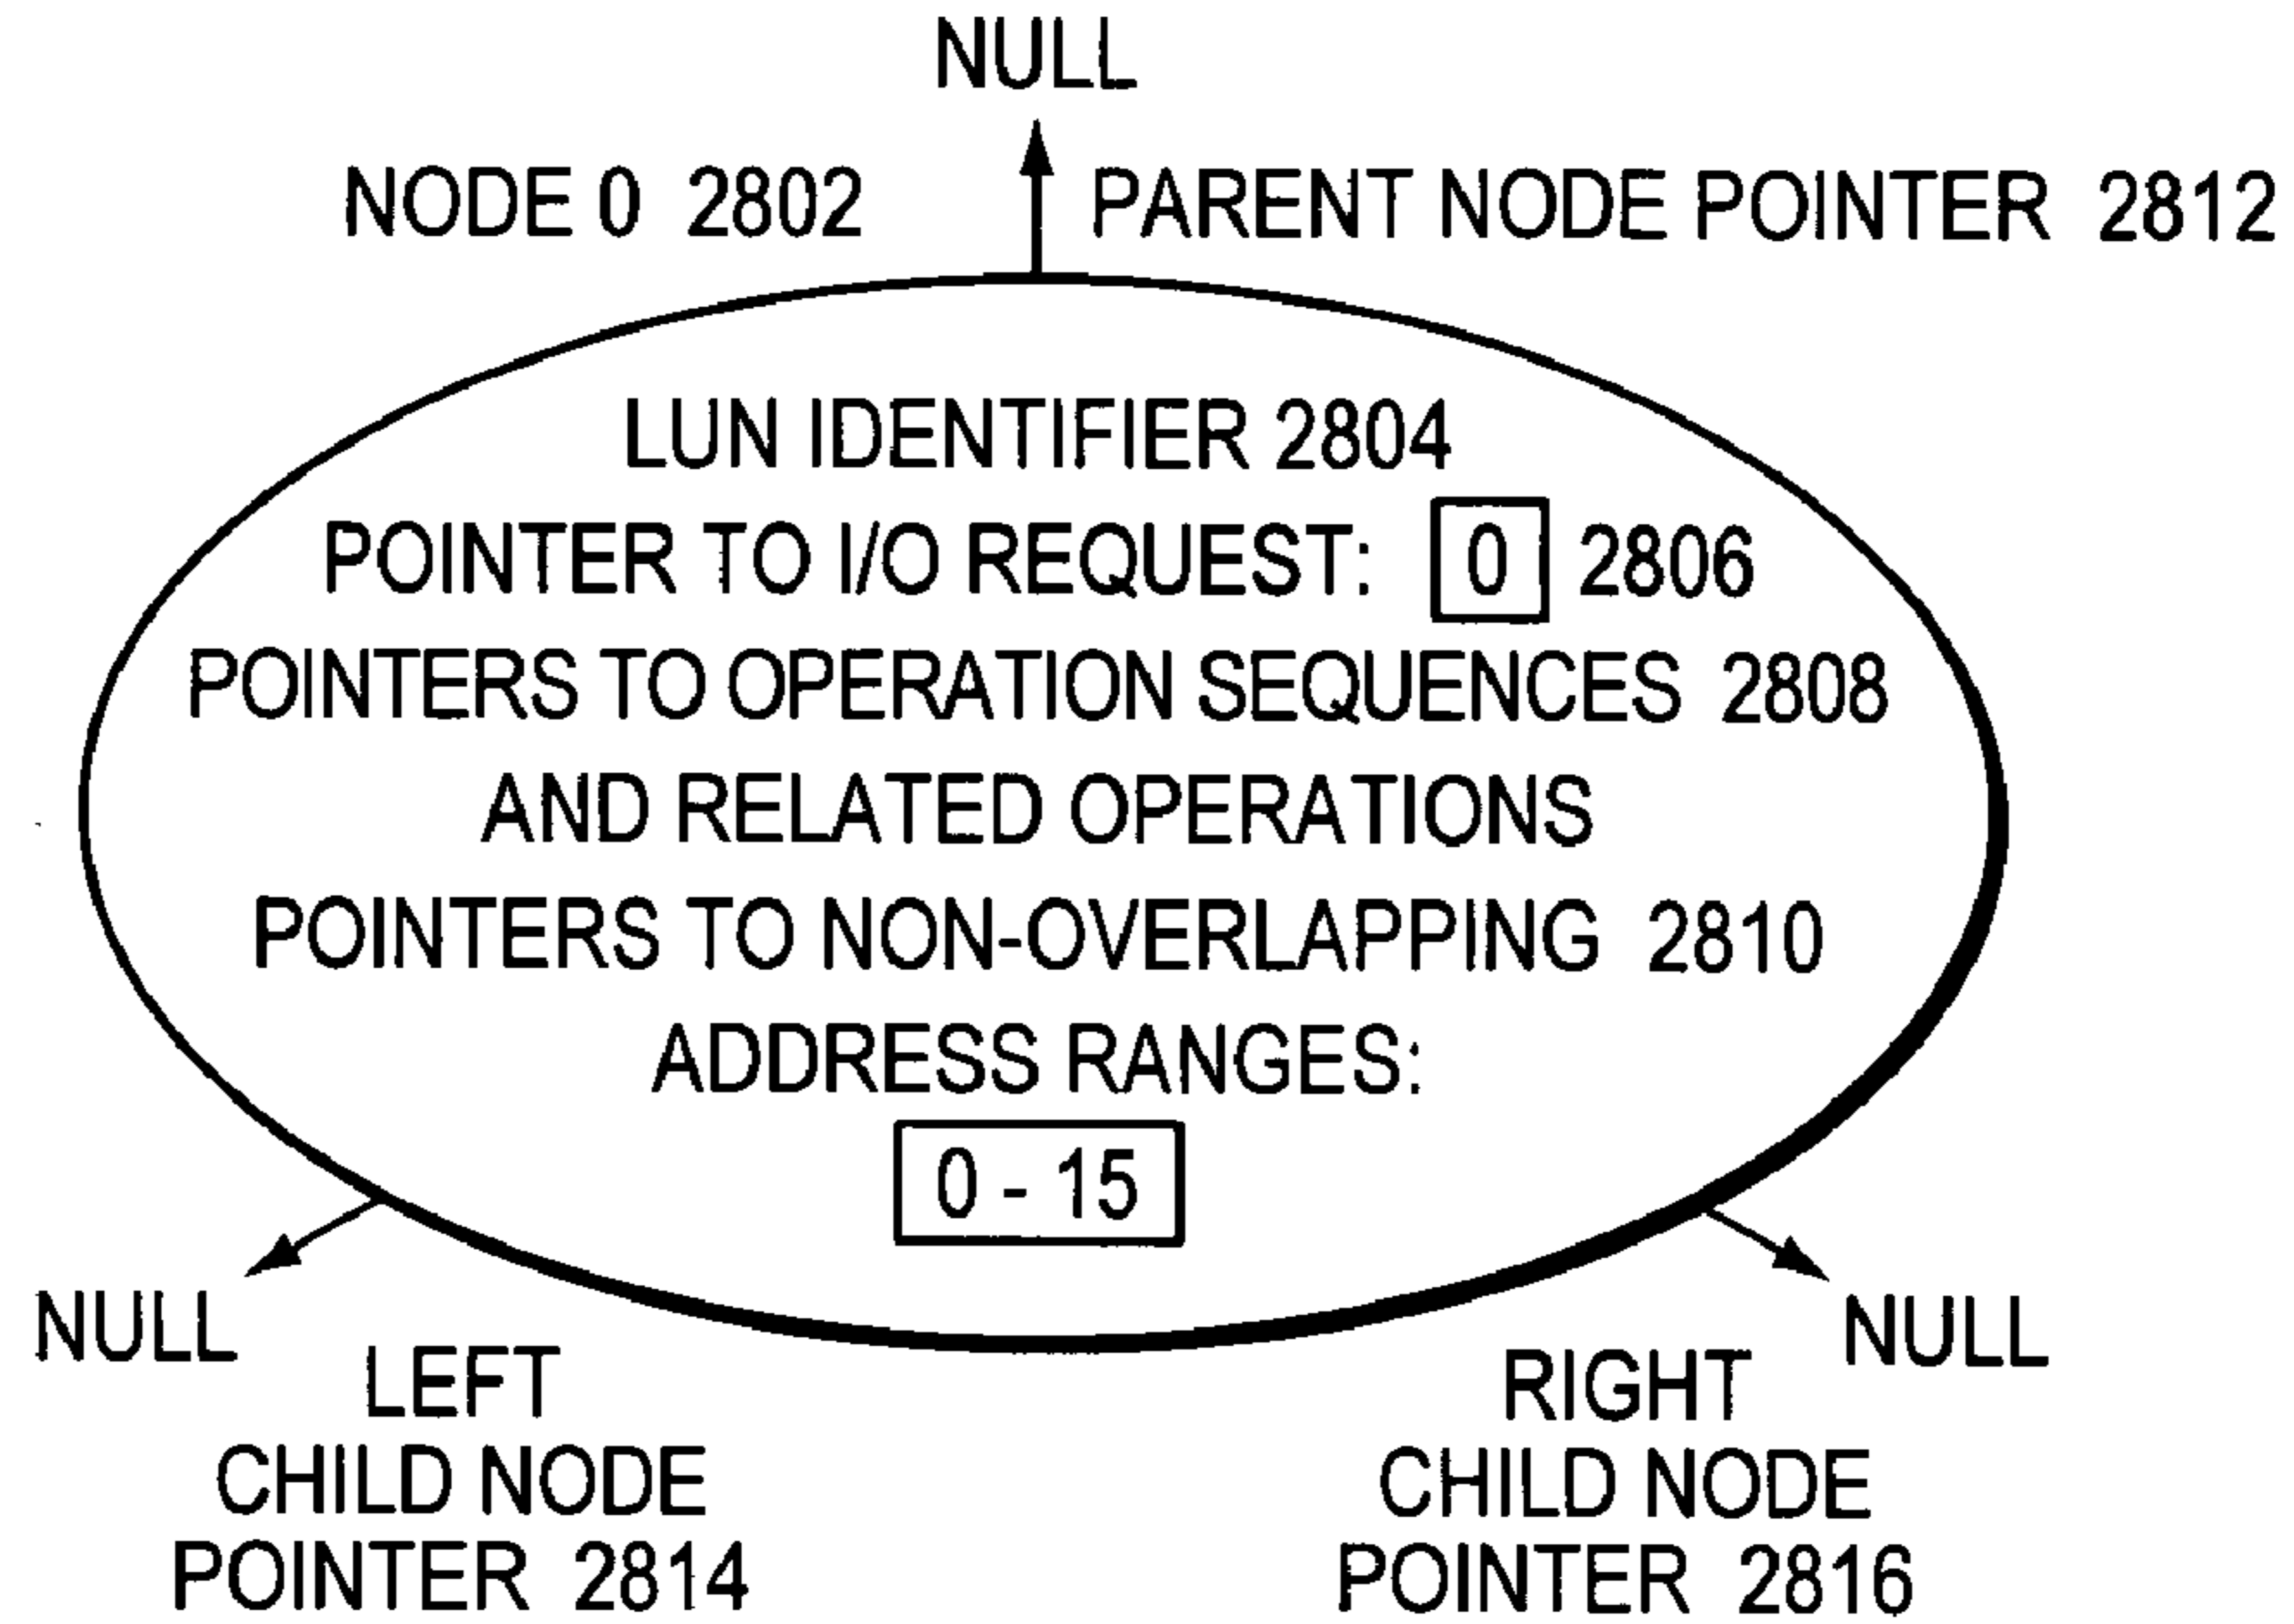 NULL
NODE 0 2802
PARENT NODE POINTER 2812
LUN IDENTIFIER 2804
POINTER TO I/O REQUEST: 0 2806
POINTERS TO OPERATION SEQUENCES 2808
AND RELATED OPERATIONS
POINTERS TO NON-OVERLAPPING 2810
ADDRESS RANGES:
0 - 15
NULL
LEFT
CHILD NODE
POINTER 2814
NULL
RIGHT
CHILD NODE
POINTER 2816